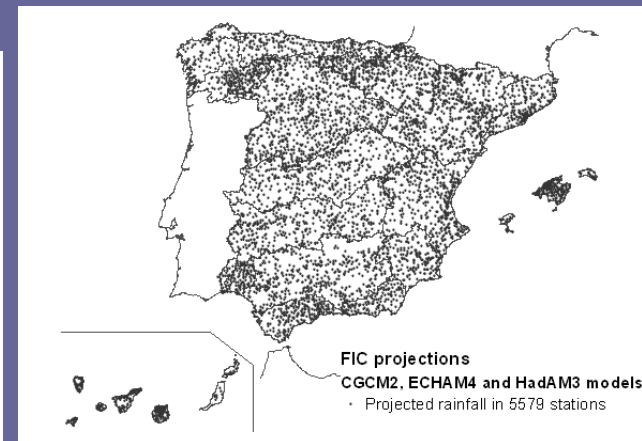 FIC projections
CGCM2, ECHAM4 and HadAM3 models
• Projected rainfall in 5579 stations